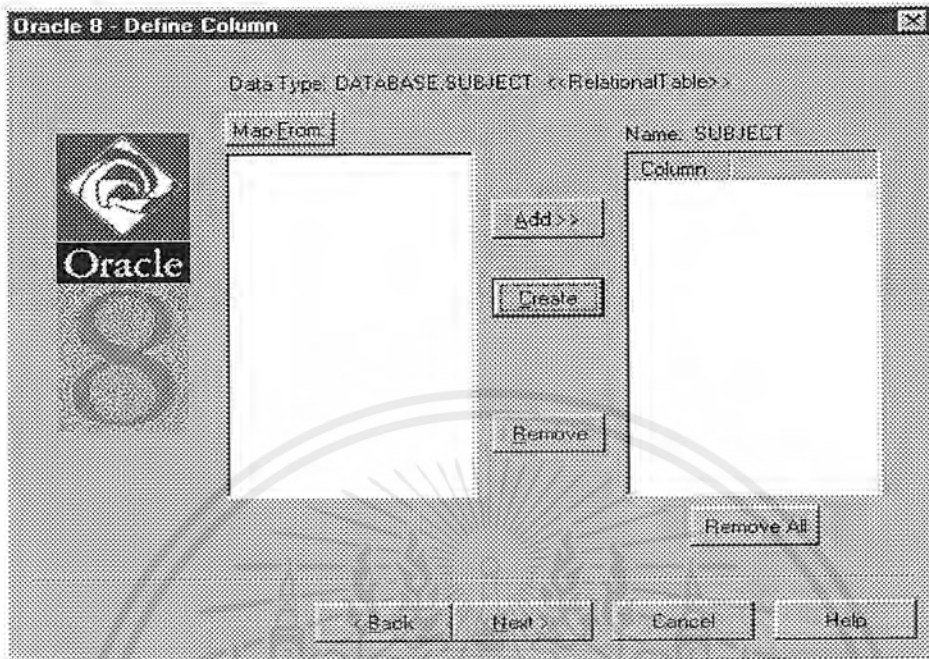 Oracle 8 - Define Column
Data Type: DATABASE.SUBJECT <<RelationalTable>>
Map From:
Name: SUBJECT
Column
Add >>
Oracle
8
Create
Remove
Remove All
< Back
Next >
Cancel
Help